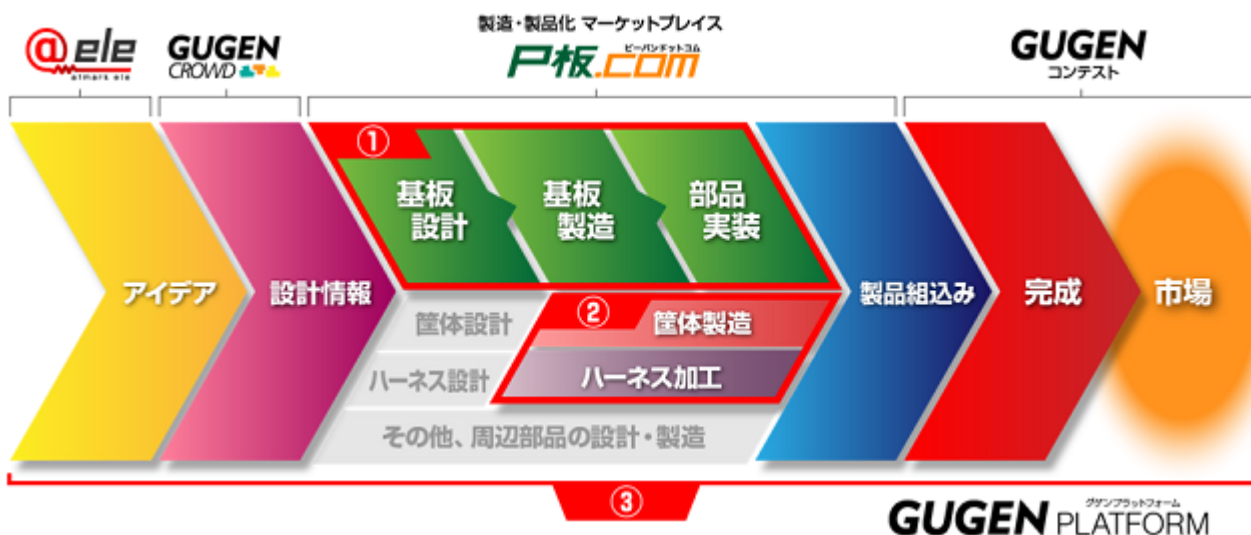 @ele
atmark ele
GUGEN
CROWD
製造・製品化 マーケットプレイス
ピーバンドットコム
P板.com
GUGEN
コンテスト
①
基板
設計
基板
製造
部品
実装
アイデア
設計情報
製品組込み
完成
市場
筐体設計
②
筐体製造
ハーネス設計
ハーネス加工
その他、周辺部品の設計・製造
③
グゲンプラットフォーム
GUGEN PLATFORM